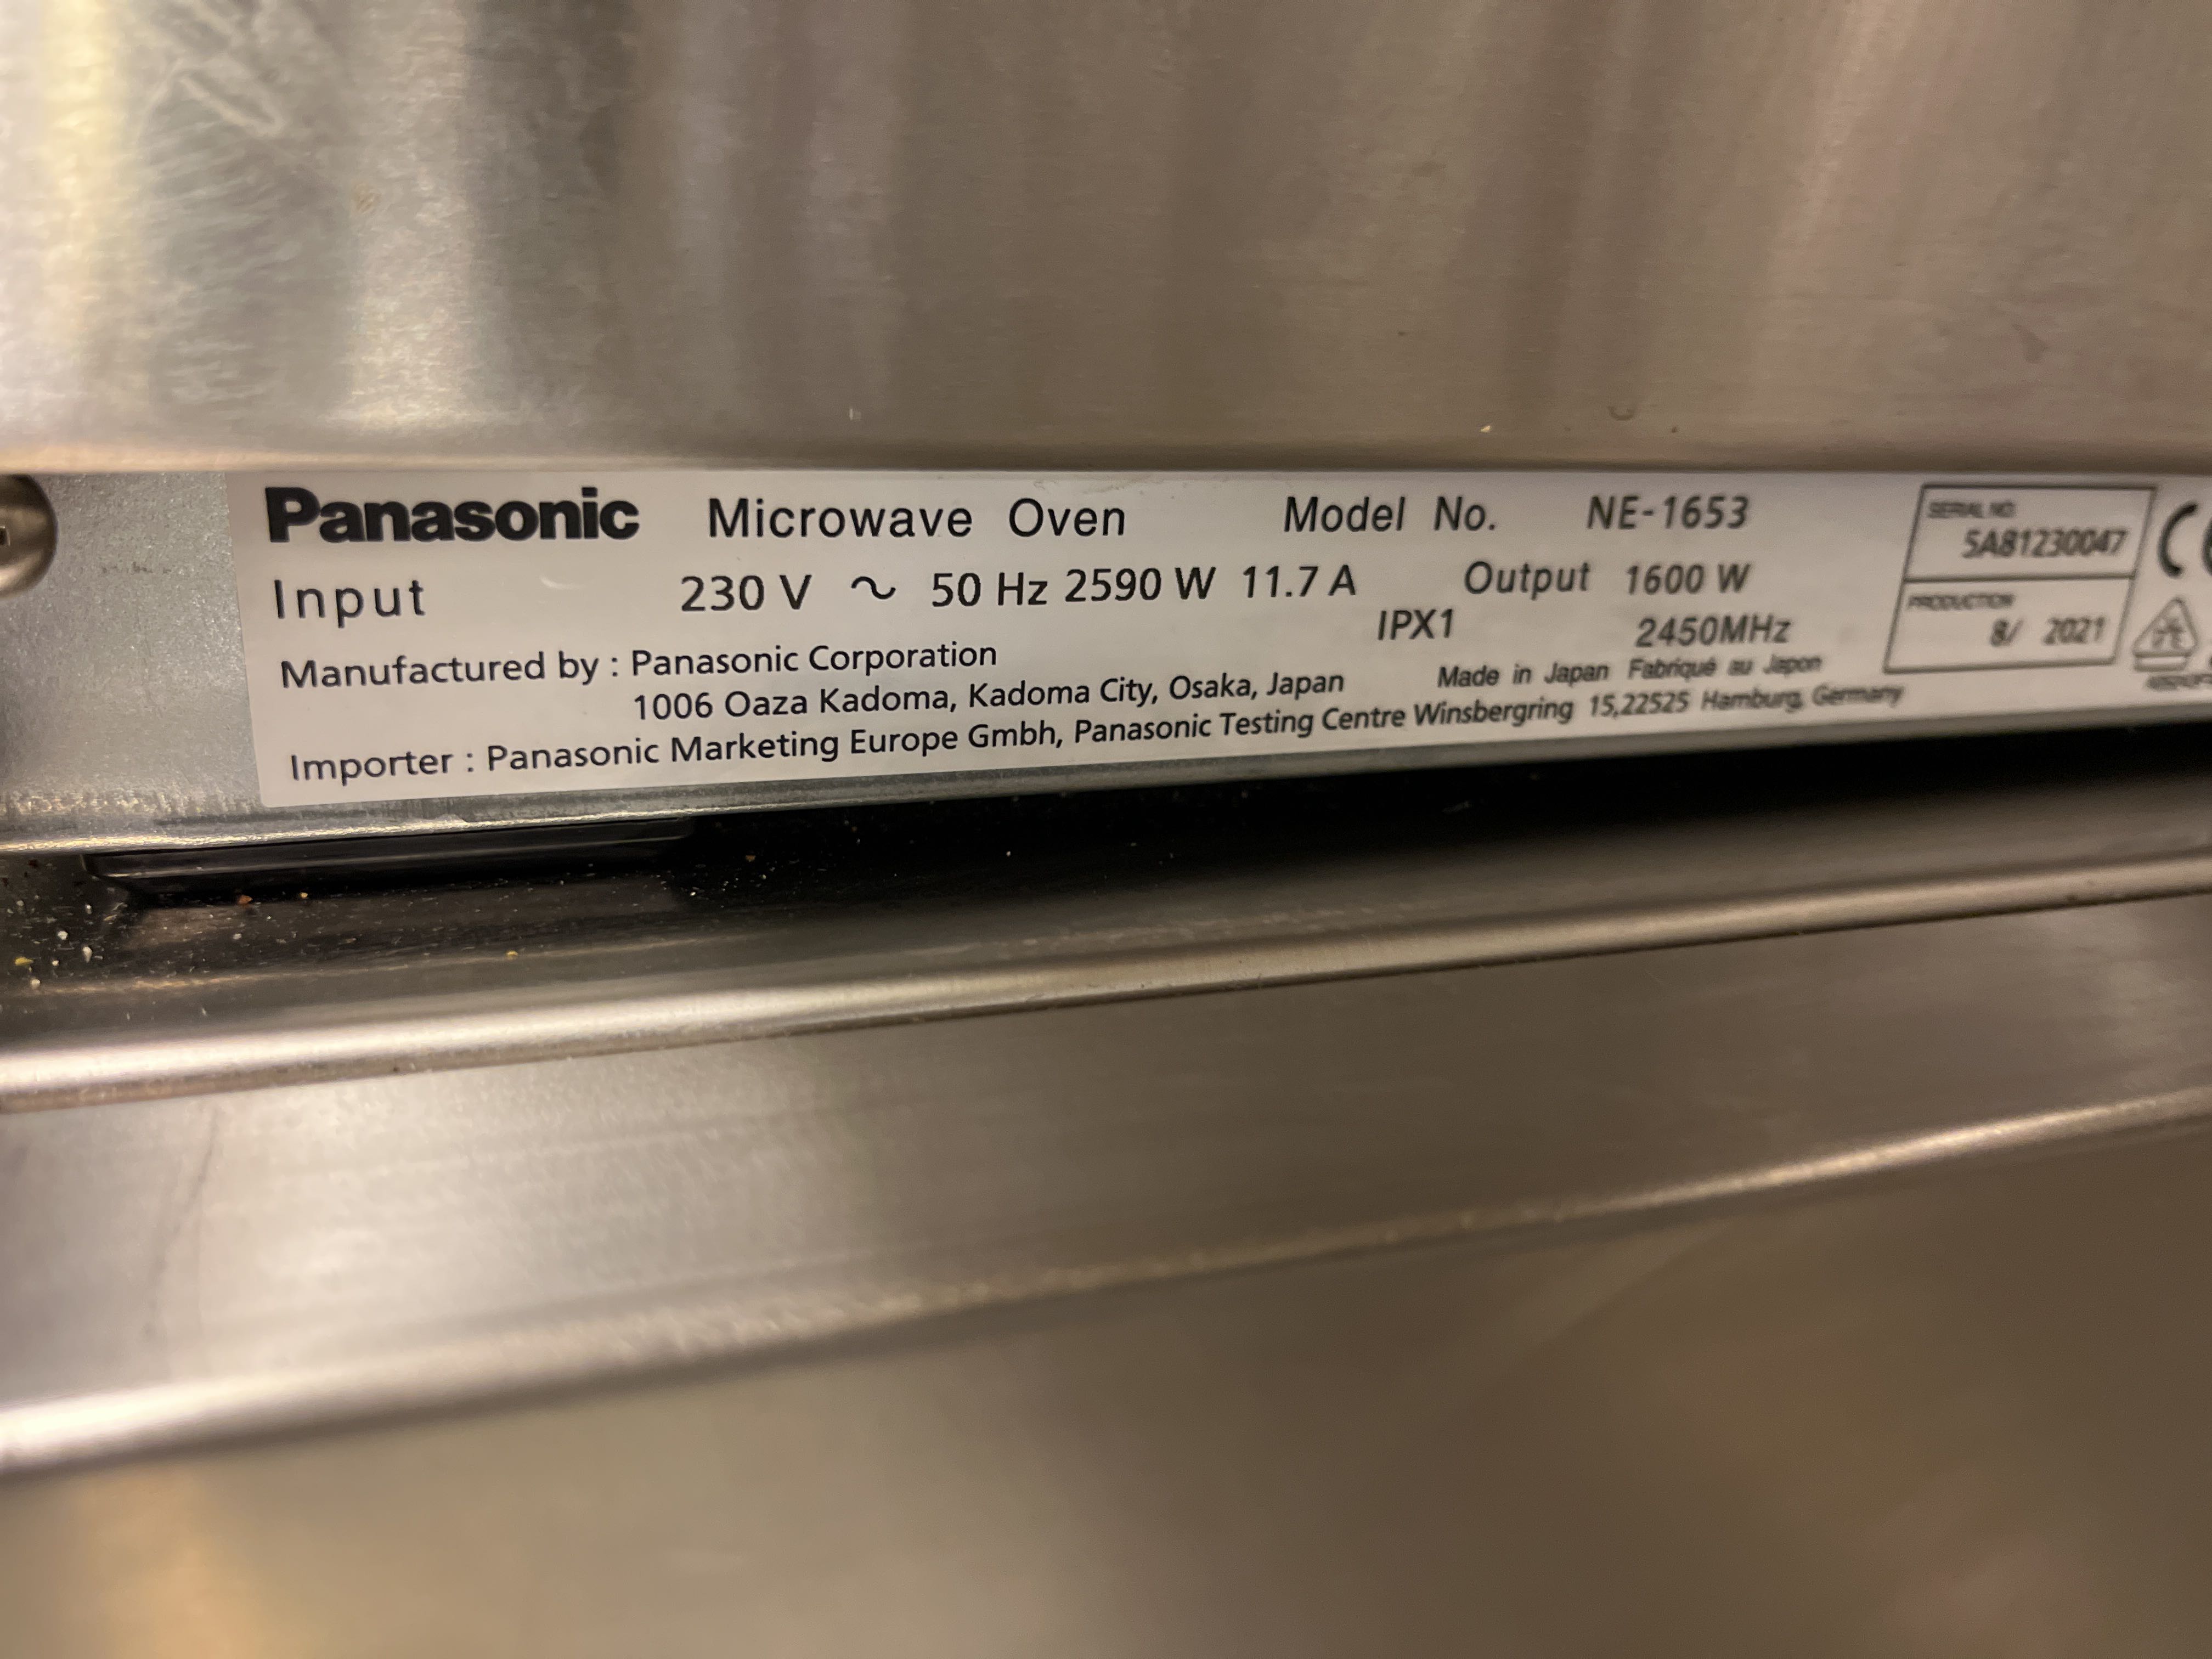 Panasonic Microwave Oven Model No. NE-1653
Input 230 V ~ 50 Hz 2590 W 11.7 A Output 1600 W
IPX1 2450MHz
Manufactured by : Panasonic Corporation
1006 Oaza Kadoma, Kadoma City, Osaka, Japan
Made in Japan Fabriqué au Japon
Importer : Panasonic Marketing Europe Gmbh, Panasonic Testing Centre Winsbergring 15,22525 Hamburg, Germany
SERIAL NO.
5A81230047
PRODUCTION
8/ 2021
CE